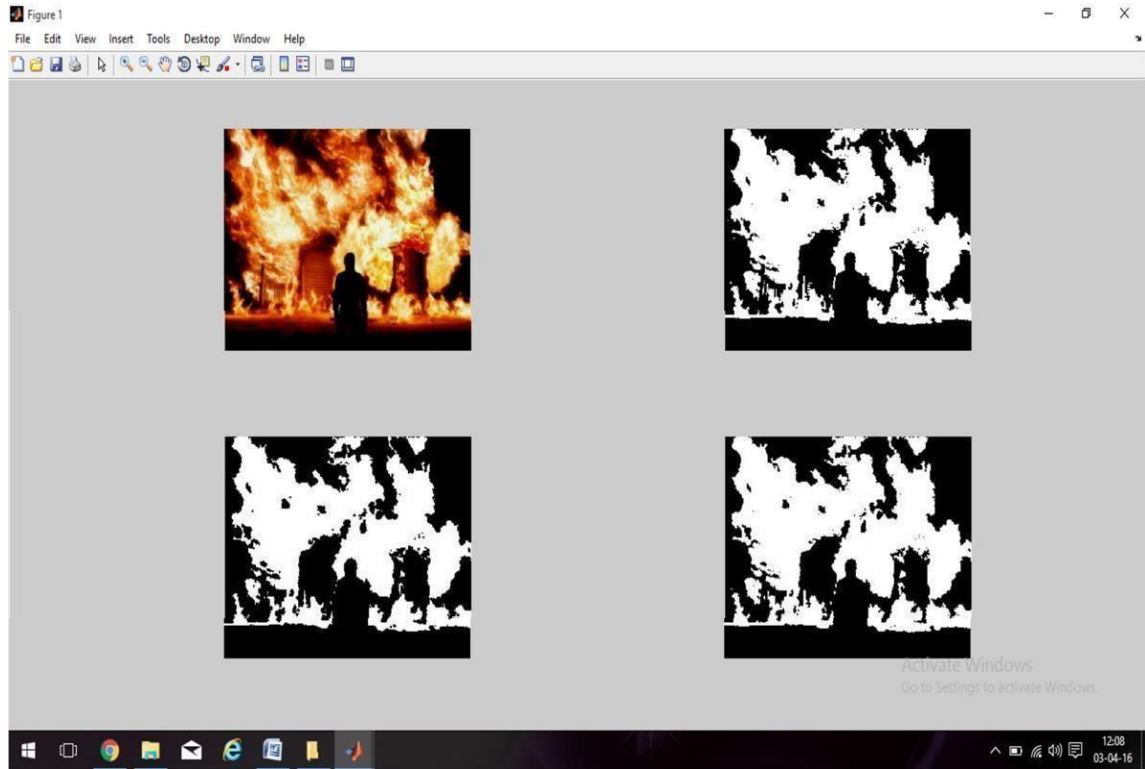 Figure 1
File Edit View Insert Tools Desktop Window Help
Activate Windows
Go to Settings to activate Windows.
12:08
03-04-16